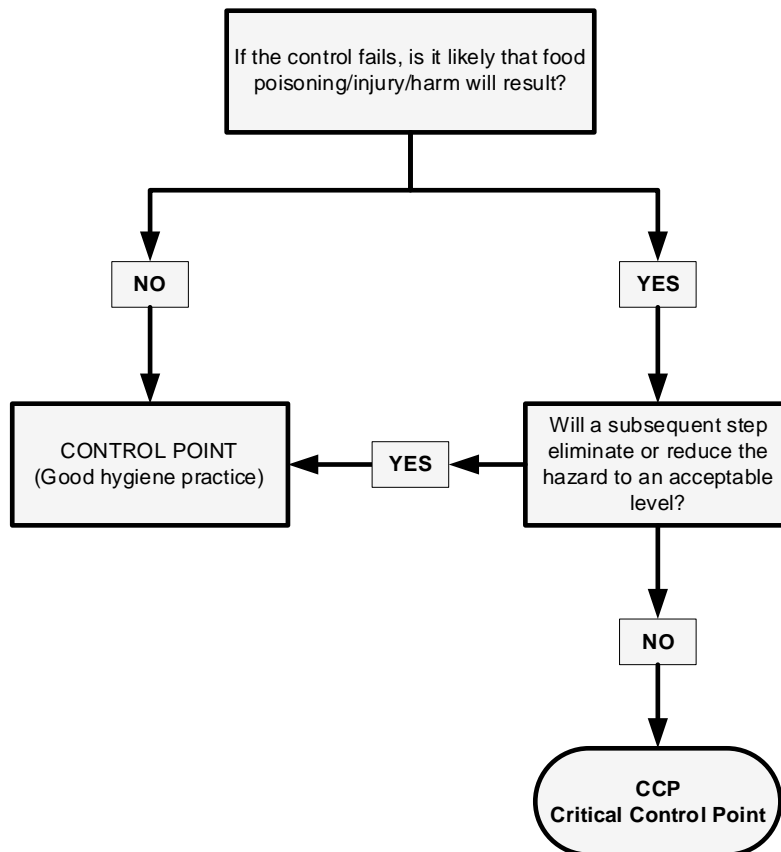 If the control fails, is it likely that food
poisoning/injury/harm will result?
NO
YES
CONTROL POINT
(Good hygiene practice)
YES
Will a subsequent step
eliminate or reduce the
hazard to an acceptable
level?
NO
CCP
Critical Control Point